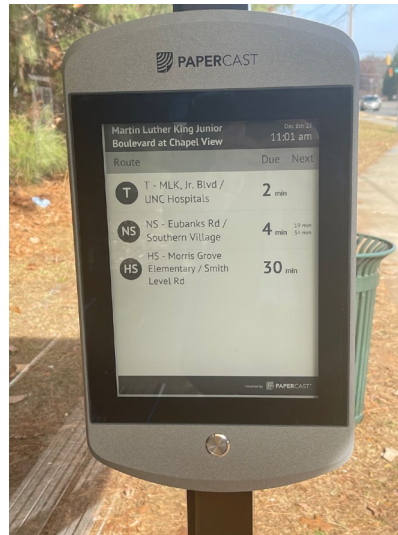 PAPERCAST
Martin Luther King Junior
Boulevard at Chapel View
Dec 8th 23
11:01 am
Route Due Next
T T - MLK, Jr. Blvd /
UNC Hospitals
2 min
NS NS - Eubanks Rd /
Southern Village
4 min
19 min
54 min
HS HS - Morris Grove
Elementary / Smith
Level Rd
30 min
PAPERCAST